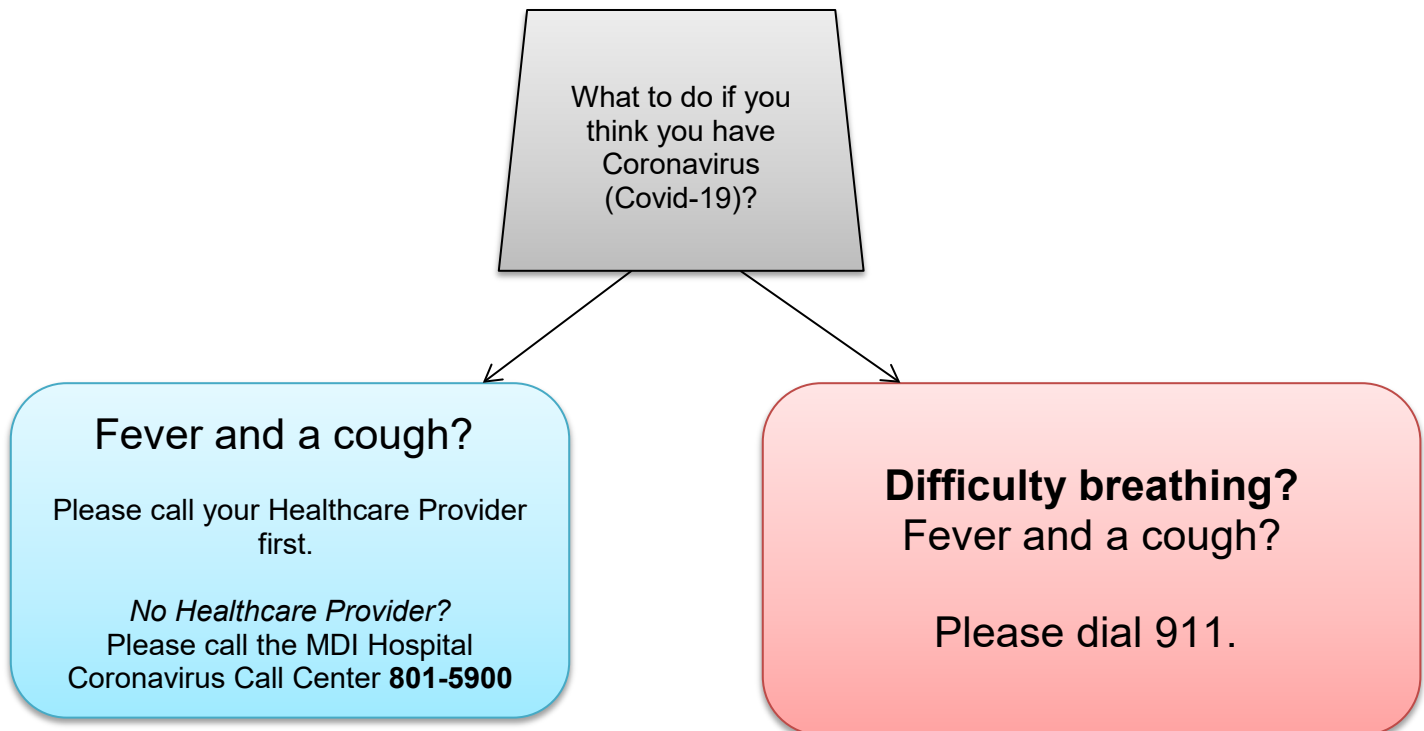 What to do if you
think you have
Coronavirus
(Covid-19)?
Fever and a cough?
Please call your Healthcare Provider
first.
No Healthcare Provider?
Please call the MDI Hospital
Coronavirus Call Center 801-5900
Difficulty breathing?
Fever and a cough?
Please dial 911.